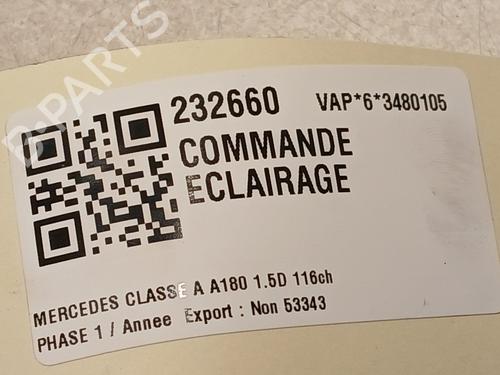 B-PARTS
232660 VAP*6*3480105
COMMANDE
ECLAIRAGE
MERCEDES CLASSE A A180 1.5D 116ch
PHASE 1 / Annee Export : Non 53343